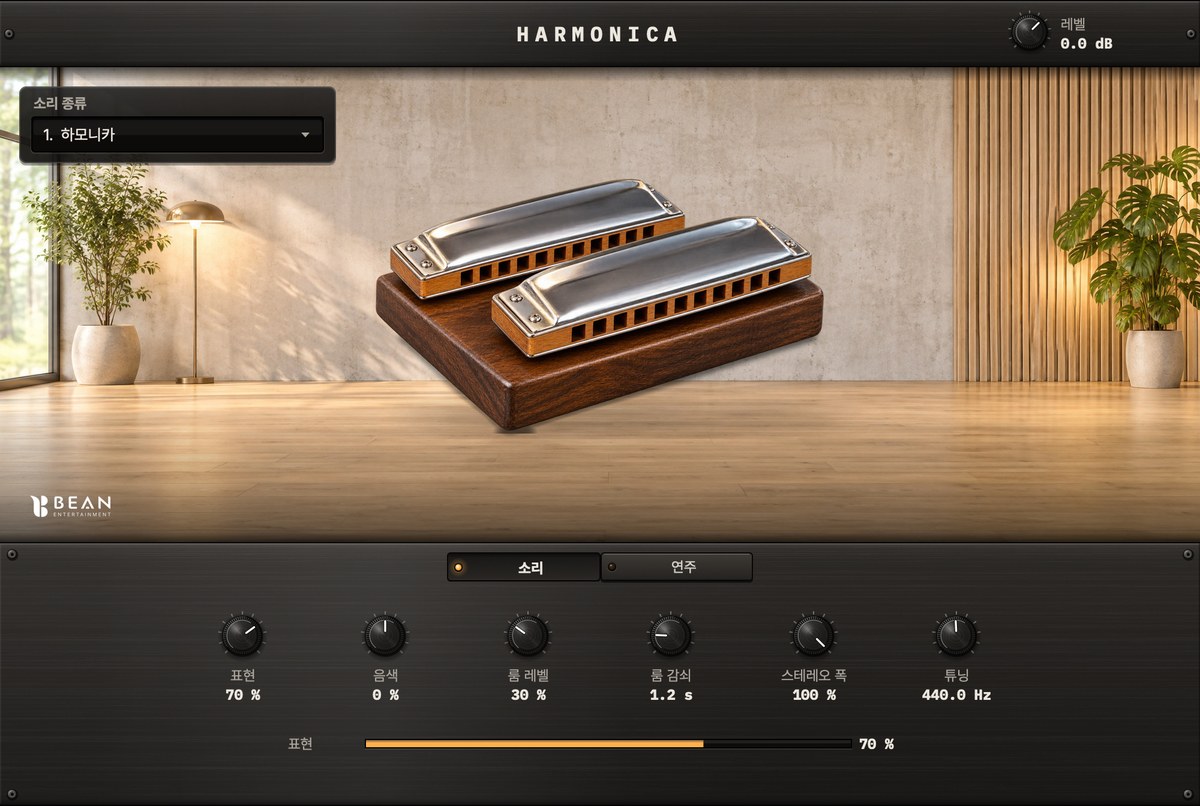 HARMONICA
레벨
0.0 dB
소리 종류
1. 하모니카
BEAN
ENTERTAINMENT
소리
연주
표현
70 %
음색
0 %
룸 레벨
30 %
룸 감쇠
1.2 s
스테레오 폭
100 %
튜닝
440.0 Hz
표현
70 %